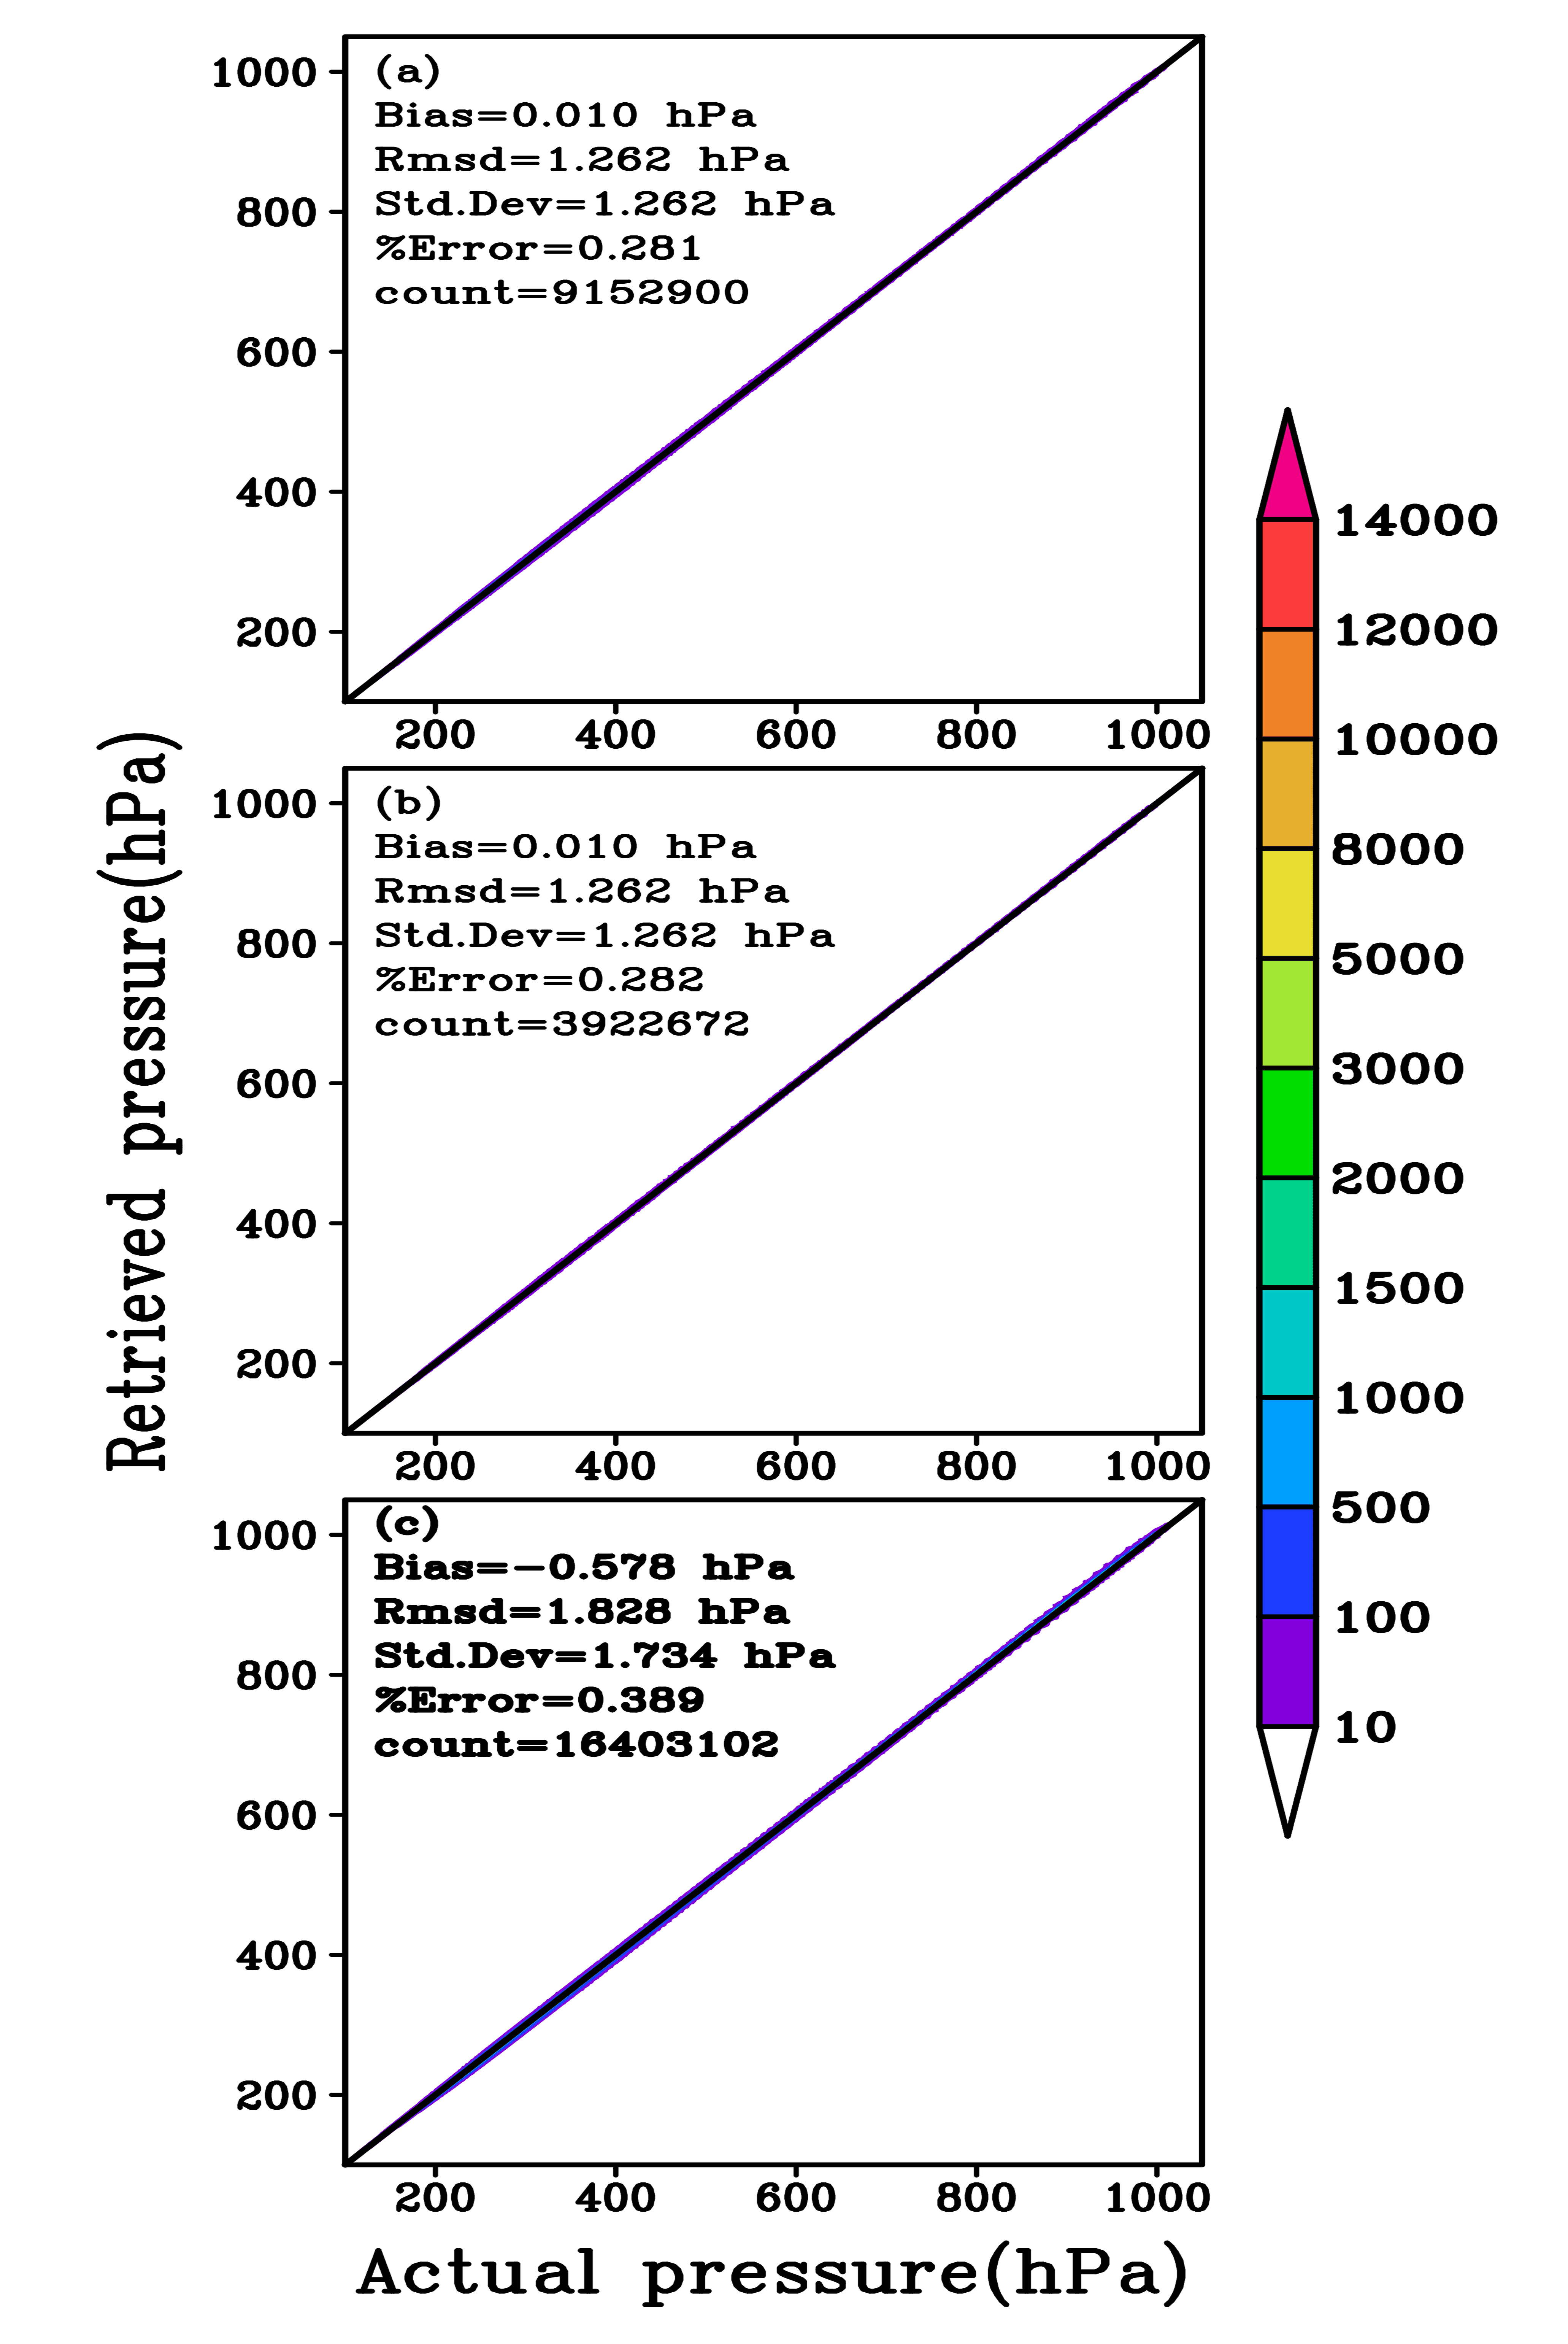 Retrieved pressure(hPa)
(a)
Bias=0.010 hPa
Rmsd=1.262 hPa
Std.Dev=1.262 hPa
%Error=0.281
count=9152900
1000
800
600
400
200
200 400 600 800 1000
(b)
Bias=0.010 hPa
Rmsd=1.262 hPa
Std.Dev=1.262 hPa
%Error=0.282
count=3922672
1000
800
600
400
200
200 400 600 800 1000
(c)
Bias=−0.578 hPa
Rmsd=1.828 hPa
Std.Dev=1.734 hPa
%Error=0.389
count=16403102
1000
800
600
400
200
200 400 600 800 1000
Actual pressure(hPa)
14000
12000
10000
8000
5000
3000
2000
1500
1000
500
100
10